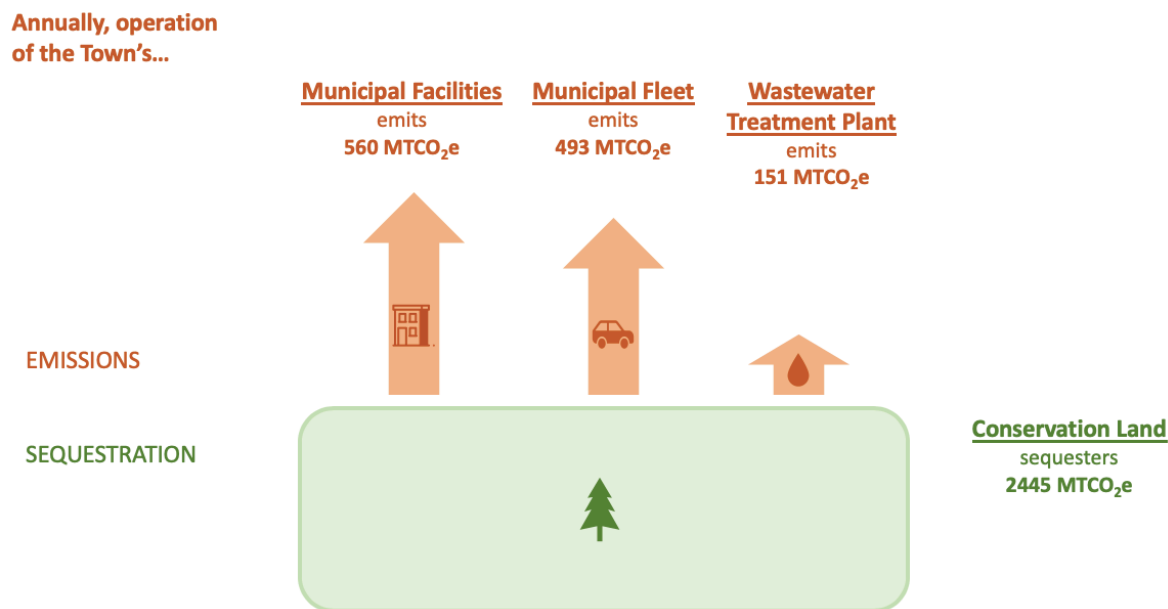 Annually, operation
of the Town’s…
Municipal Facilities
emits
560 MTCO₂e
Municipal Fleet
emits
493 MTCO₂e
Wastewater
Treatment Plant
emits
151 MTCO₂e
EMISSIONS
SEQUESTRATION
Conservation Land
sequesters
2445 MTCO₂e